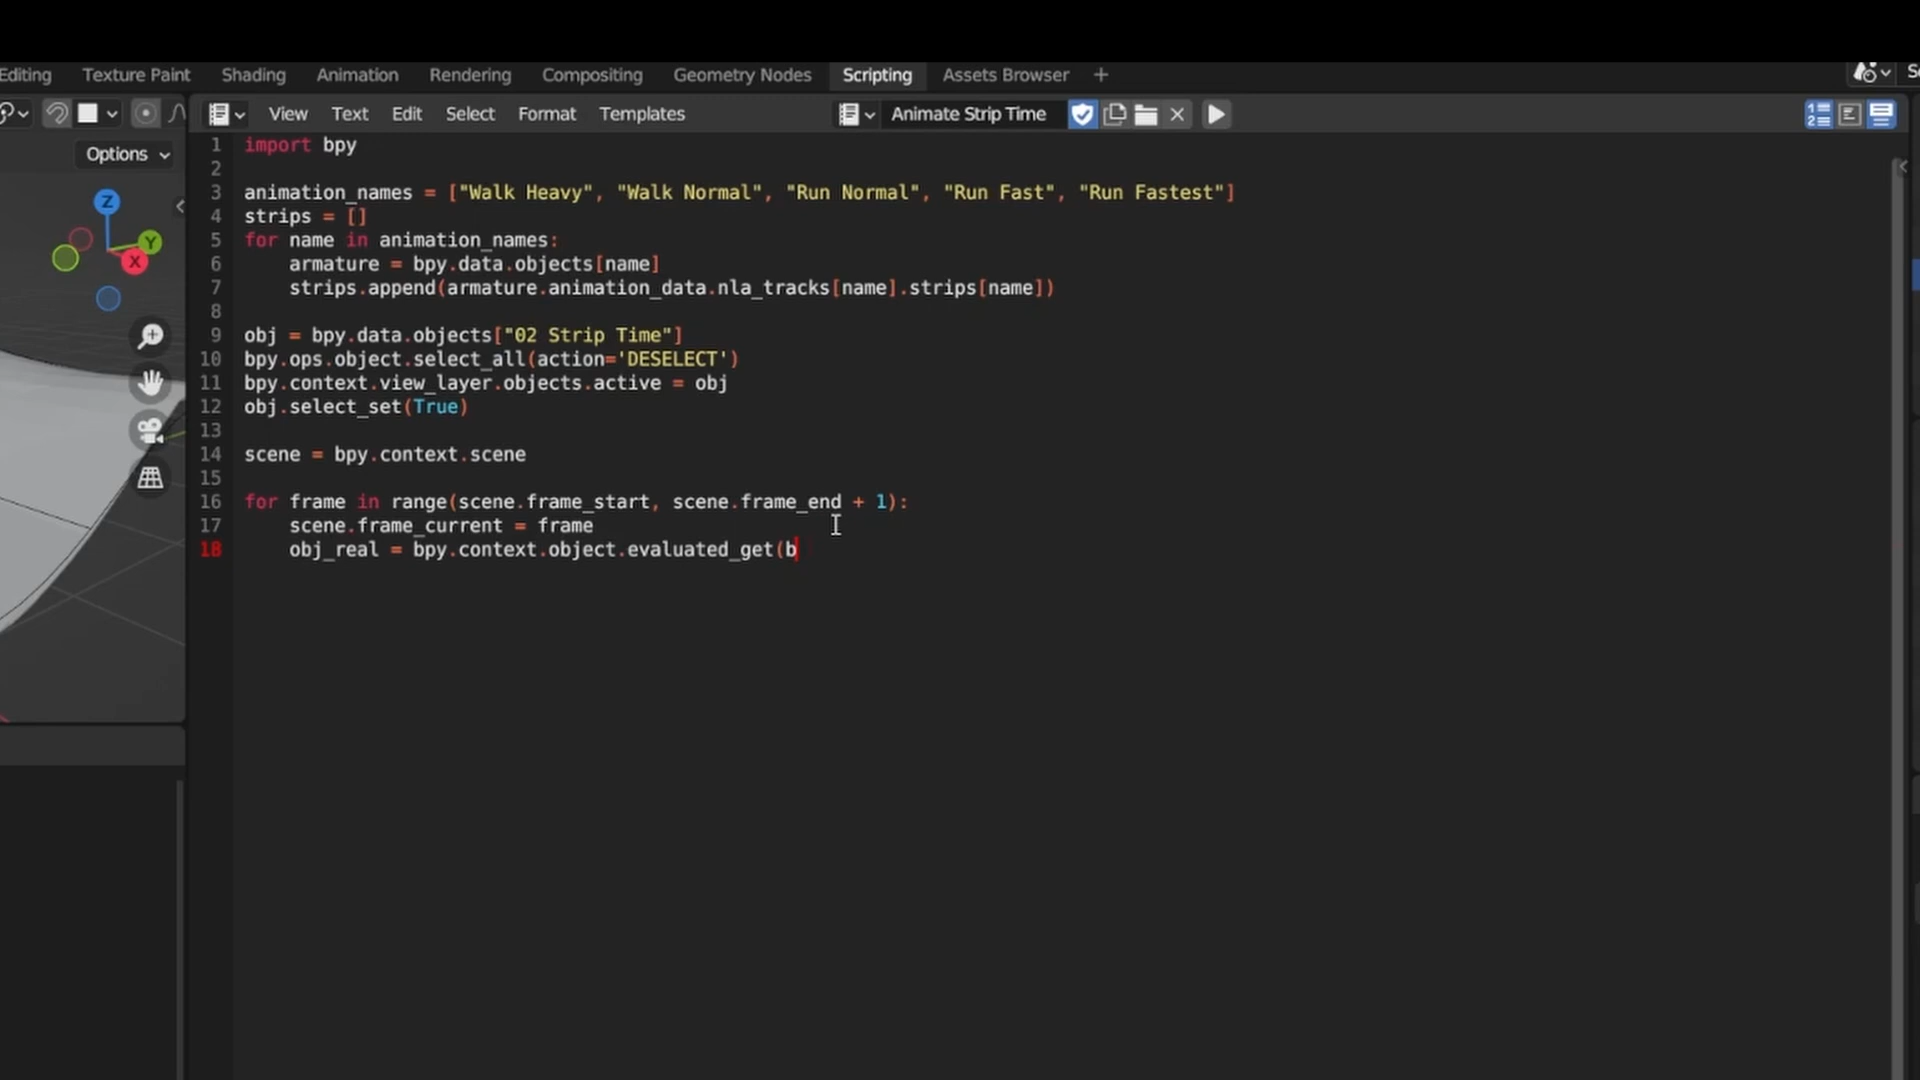 Editing Texture Paint Shading Animation Rendering Compositing Geometry Nodes Scripting Assets Browser +
View Text Edit Select Format Templates Animate Strip Time
Options
Z
Y
X
1 import bpy
2
3 animation_names = ["Walk Heavy", "Walk Normal", "Run Normal", "Run Fast", "Run Fastest"]
4 strips = []
5 for name in animation_names:
6     armature = bpy.data.objects[name]
7     strips.append(armature.animation_data.nla_tracks[name].strips[name])
8
9 obj = bpy.data.objects["02 Strip Time"]
10 bpy.ops.object.select_all(action='DESELECT')
11 bpy.context.view_layer.objects.active = obj
12 obj.select_set(True)
13
14 scene = bpy.context.scene
15
16 for frame in range(scene.frame_start, scene.frame_end + 1):
17     scene.frame_current = frame
18     obj_real = bpy.context.object.evaluated_get(b